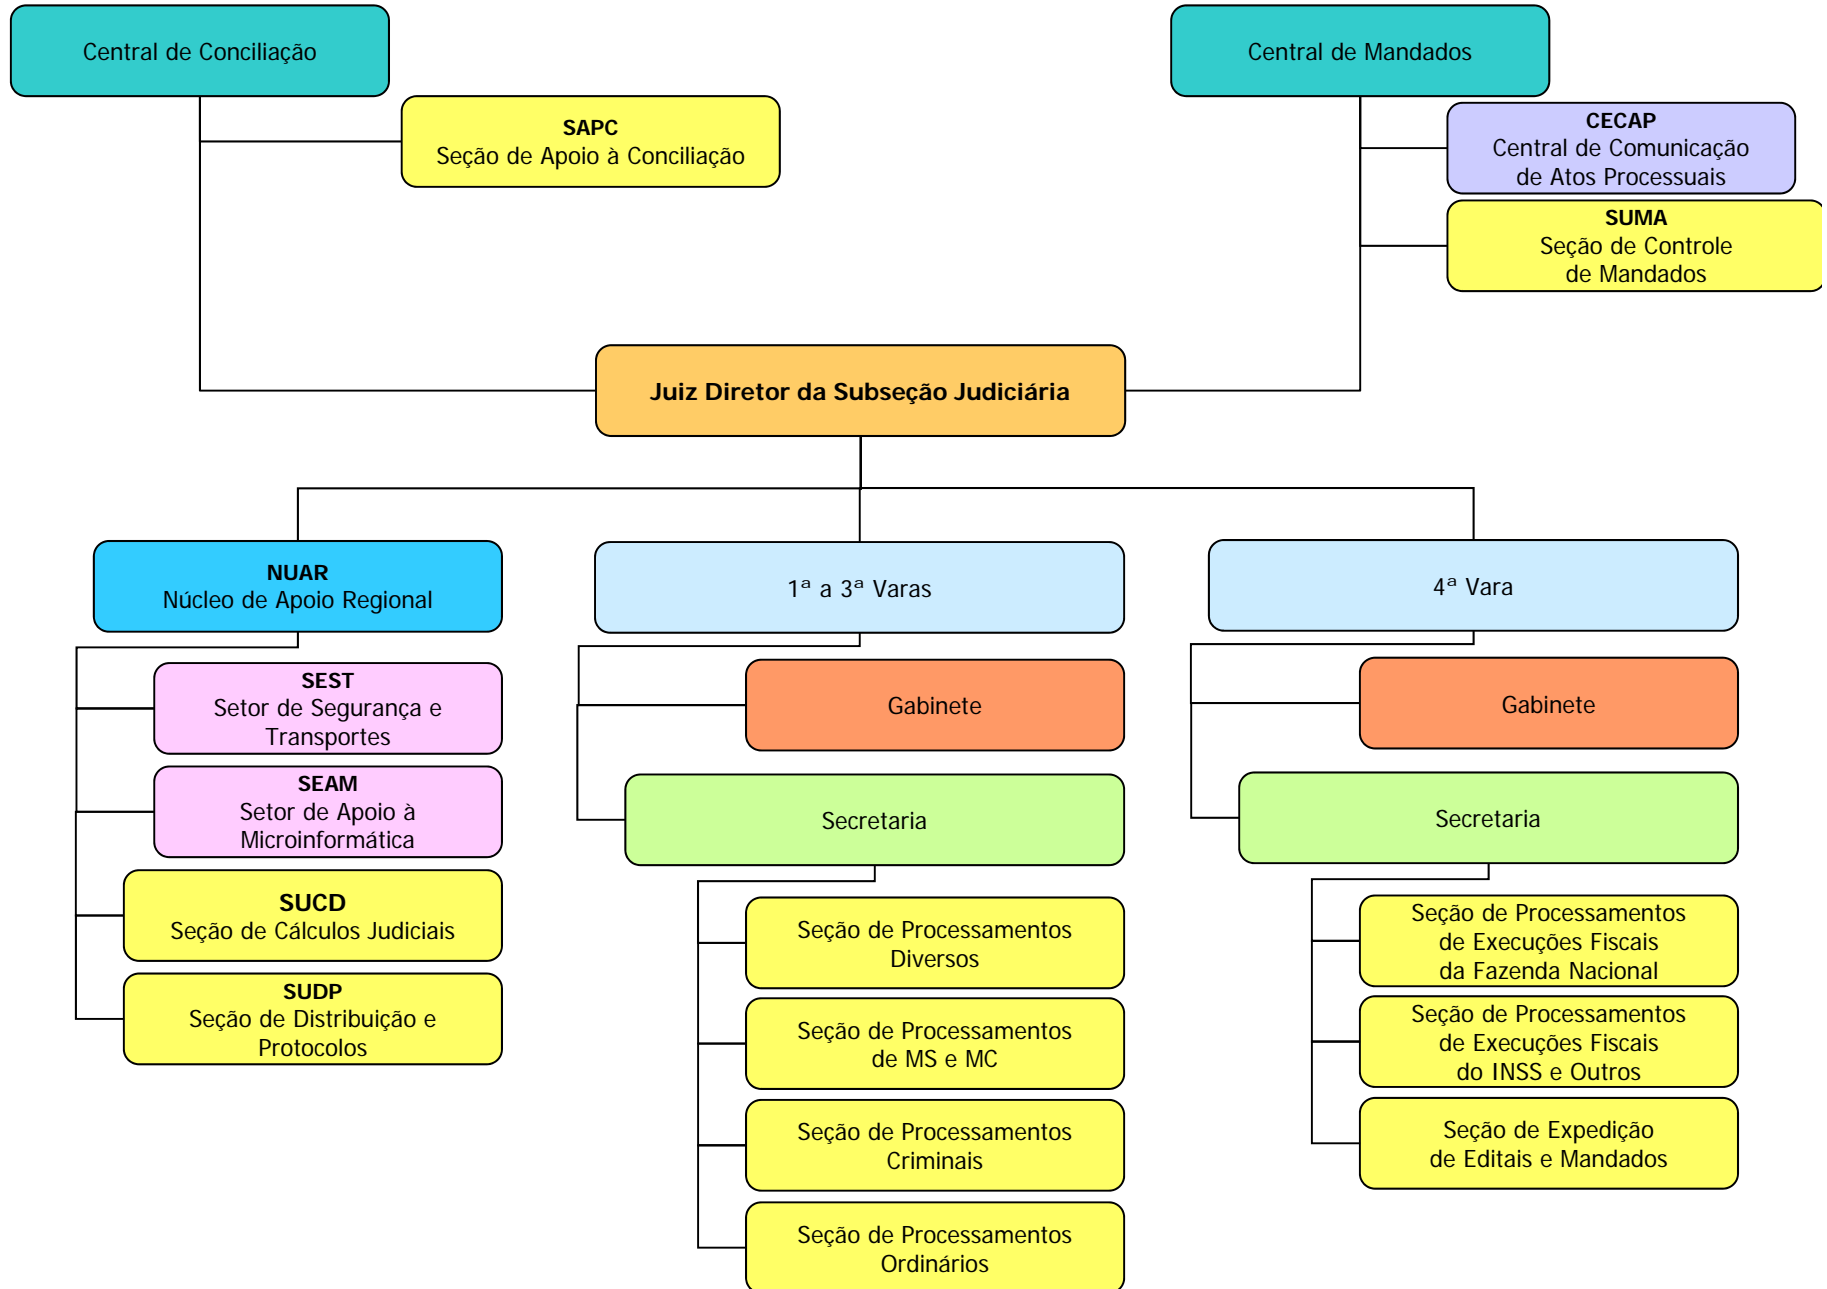 Central de Conciliação
Central de Mandados
SAPC
Seção de Apoio à Conciliação
CECAP
Central de Comunicação
de Atos Processuais
SUMA
Seção de Controle
de Mandados
Juiz Diretor da Subseção Judiciária
NUAR
Núcleo de Apoio Regional
SEST
Setor de Segurança e
Transportes
SEAM
Setor de Apoio à
Microinformática
SUCD
Seção de Cálculos Judiciais
SUDP
Seção de Distribuição e
Protocolos
1ª a 3ª Varas
Gabinete
Secretaria
Seção de Processamentos
Diversos
Seção de Processamentos
de MS e MC
Seção de Processamentos
Criminais
Seção de Processamentos
Ordinários
4ª Vara
Gabinete
Secretaria
Seção de Processamentos
de Execuções Fiscais
da Fazenda Nacional
Seção de Processamentos
de Execuções Fiscais
do INSS e Outros
Seção de Expedição
de Editais e Mandados